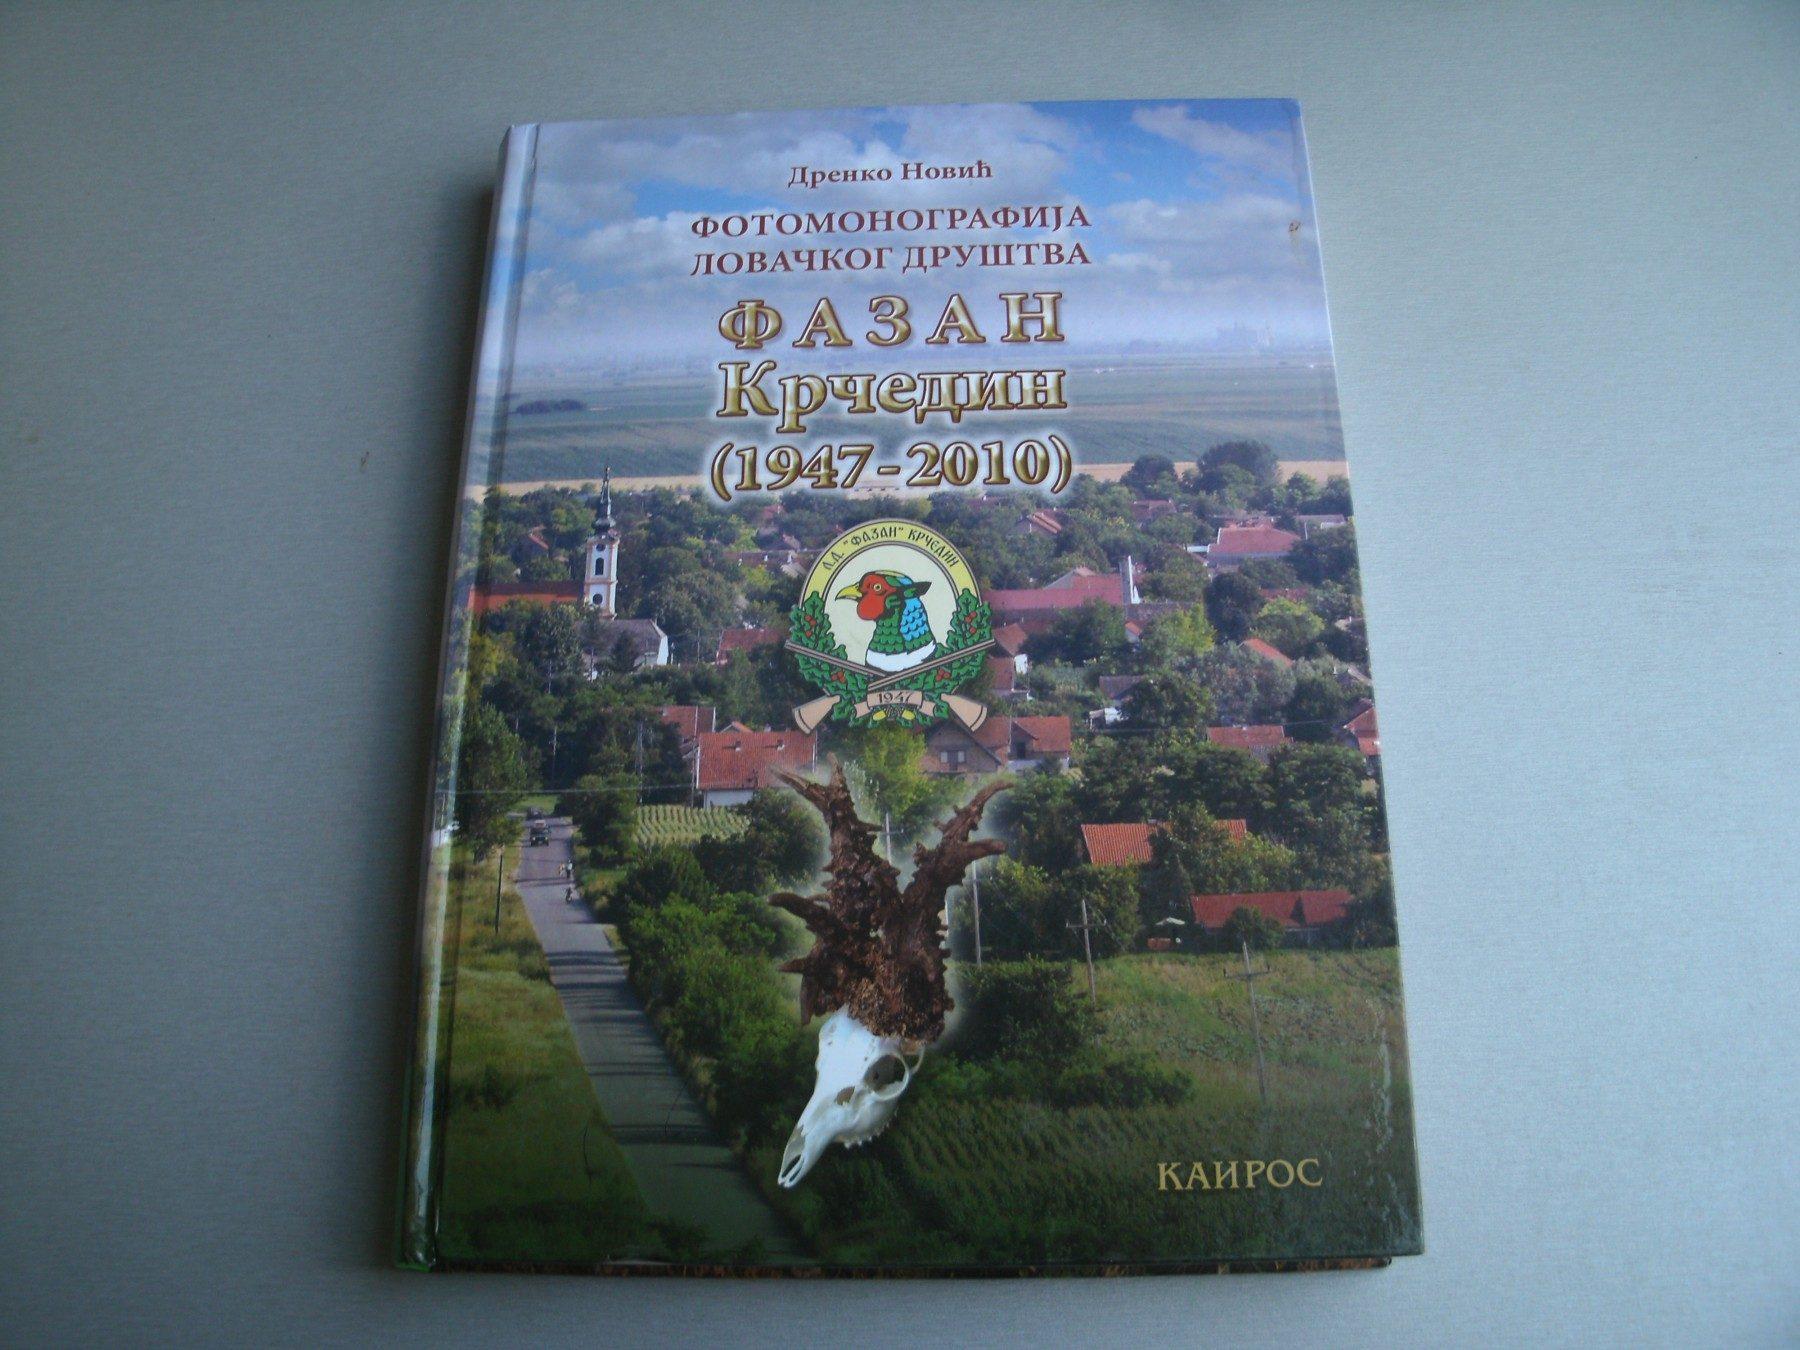 Дренко Новић
ФОТОМОНОГРАФИЈА
ЛОВАЧКОГ ДРУШТВА
ФАЗАН
Крчедин
(1947-2010)
Л.Д. "ФАЗАН" КРЧЕДИН
1947
КАИРОС